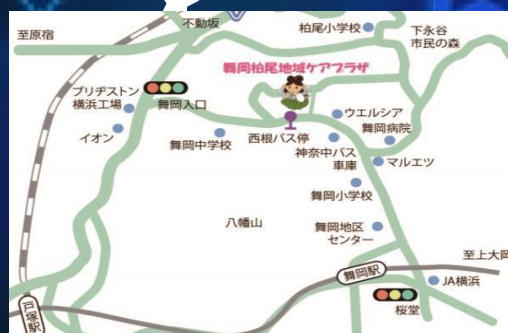 至原宿
不動坂
柏尾小学校
下永谷
市民の森
舞岡柏尾地域ケアプラザ
ブリヂストン
横浜工場
舞岡入口
ウエルシア
イオン
舞岡中学校
西根バス停
舞岡病院
神奈中バス
車庫
マルエツ
舞岡小学校
八幡山
舞岡地区
センター
至上大岡
舞岡駅
JA横浜
戸塚駅
桜堂